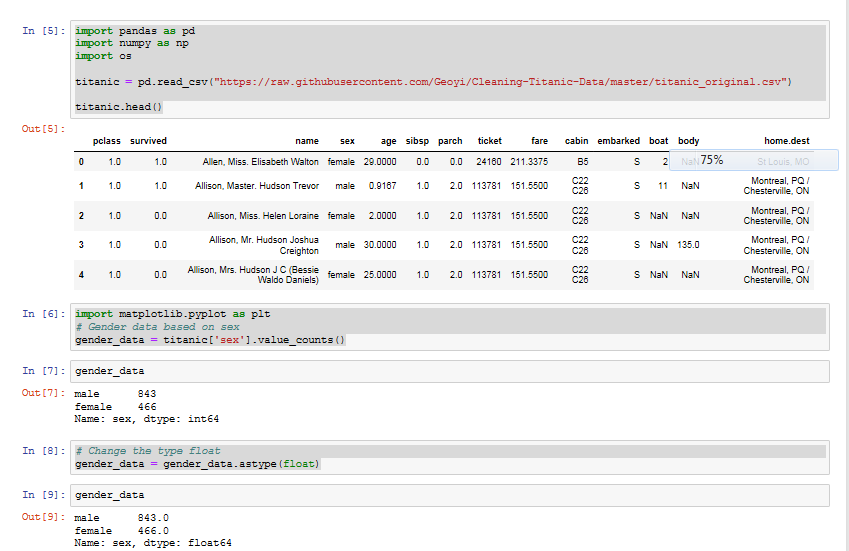 In [5]: import pandas as pd
import numpy as np
import os
titanic = pd.read_csv("https://raw.githubusercontent.com/Geoyi/Cleaning-Titanic-Data/master/titanic_original.csv")
titanic.head()
Out[5]:
pclass survived name sex age sibsp parch ticket fare cabin embarked boat body home.dest
0 1.0 1.0 Allen, Miss. Elisabeth Walton female 29.0000 0.0 0.0 24160 211.3375 B5 S 2 NaN 75% St Louis, MO
1 1.0 1.0 Allison, Master. Hudson Trevor male 0.9167 1.0 2.0 113781 151.5500 C22 C26 S 11 NaN Montreal, PQ / Chesterville, ON
2 1.0 0.0 Allison, Miss. Helen Loraine female 2.0000 1.0 2.0 113781 151.5500 C22 C26 S NaN NaN Montreal, PQ / Chesterville, ON
3 1.0 0.0 Allison, Mr. Hudson Joshua Creighton male 30.0000 1.0 2.0 113781 151.5500 C22 C26 S NaN 135.0 Montreal, PQ / Chesterville, ON
4 1.0 0.0 Allison, Mrs. Hudson J C (Bessie Waldo Daniels) female 25.0000 1.0 2.0 113781 151.5500 C22 C26 S NaN NaN Montreal, PQ / Chesterville, ON
In [6]: import matplotlib.pyplot as plt
# Gender data based on sex
gender_data = titanic['sex'].value_counts()
In [7]: gender_data
Out[7]: male 843
female 466
Name: sex, dtype: int64
In [8]: # Change the type float
gender_data = gender_data.astype(float)
In [9]: gender_data
Out[9]: male 843.0
female 466.0
Name: sex, dtype: float64